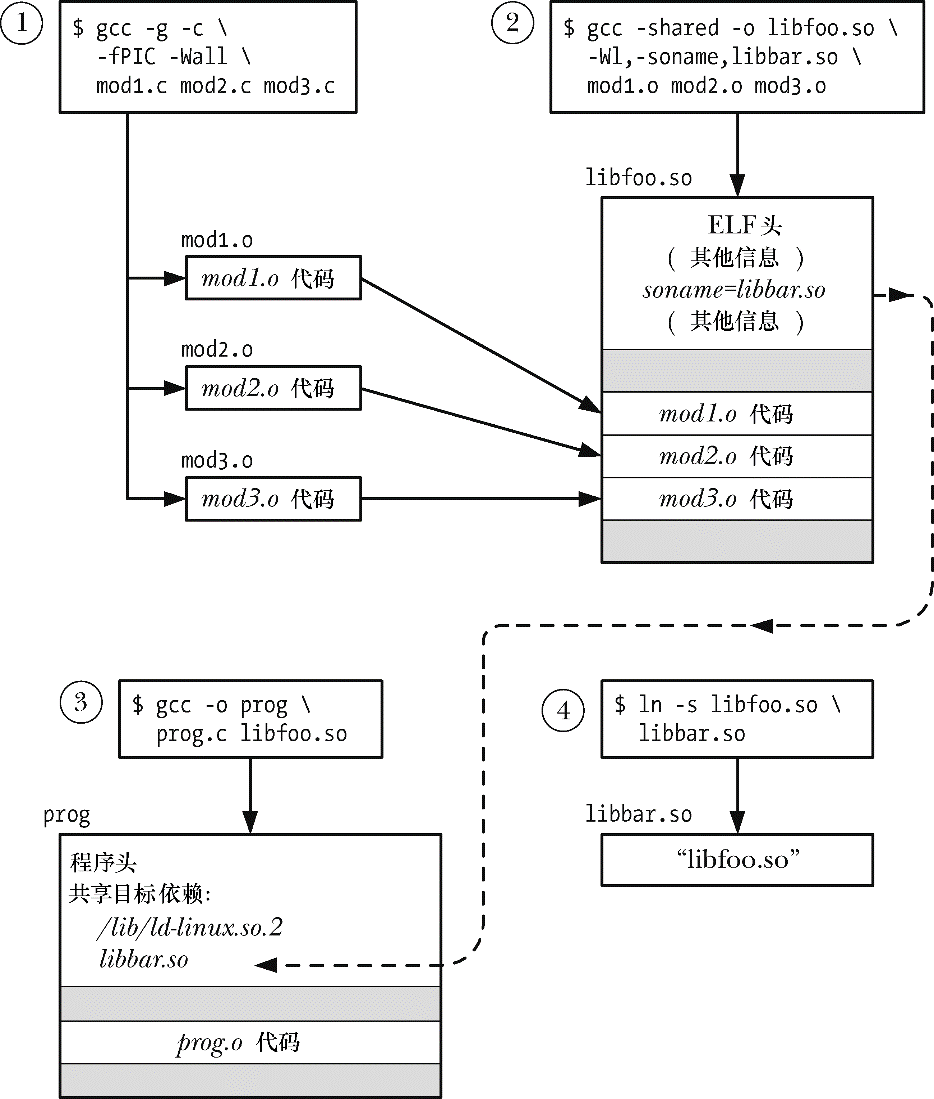 1
$ gcc -g -c \
-fPIC -Wall \
mod1.c mod2.c mod3.c
2
$ gcc -shared -o libfoo.so \
-Wl,-soname,libbar.so \
mod1.o mod2.o mod3.o
mod1.o
mod1.o 代码
mod2.o
mod2.o 代码
mod3.o
mod3.o 代码
libfoo.so
ELF头
( 其他信息 )
soname=libbar.so
( 其他信息 )
mod1.o 代码
mod2.o 代码
mod3.o 代码
3
$ gcc -o prog \
prog.c libfoo.so
prog
程序头
共享目标依赖:
/lib/ld-linux.so.2
libbar.so
prog.o 代码
4
$ ln -s libfoo.so \
libbar.so
libbar.so
“libfoo.so”